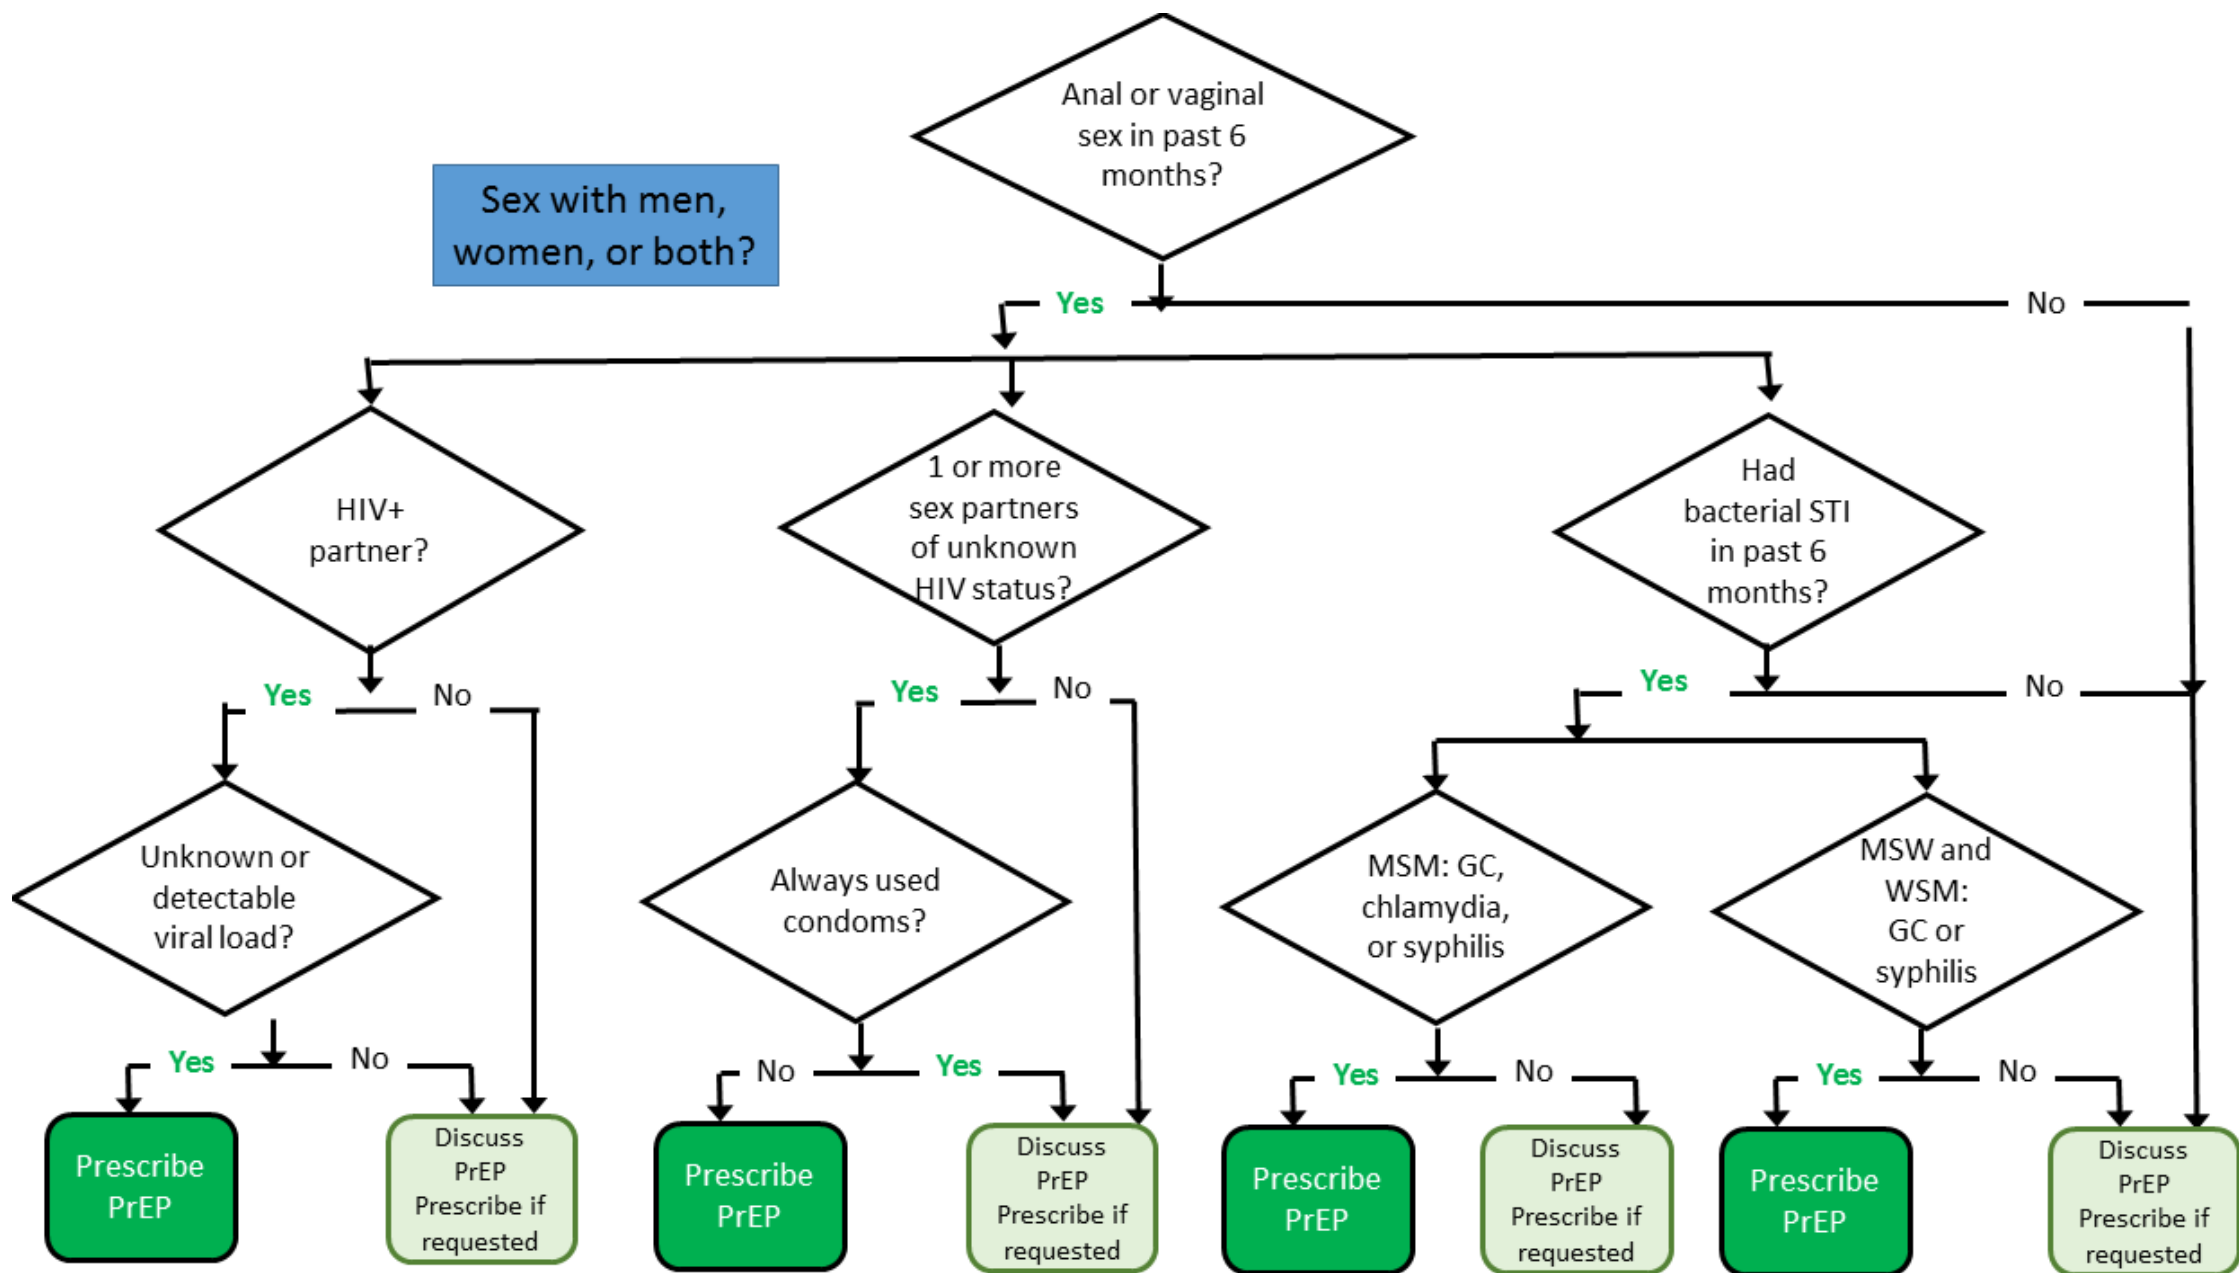 Anal or vaginal
sex in past 6
months?
Sex with men,
women, or both?
Yes
No
HIV+
partner?
1 or more
sex partners
of unknown
HIV status?
Had
bacterial STI
in past 6
months?
Yes
No
Yes
No
Yes
No
Unknown or
detectable
viral load?
Always used
condoms?
MSM: GC,
chlamydia,
or syphilis
MSW and
WSM:
GC or
syphilis
Yes
No
No
Yes
Yes
No
Yes
No
Prescribe
PrEP
Discuss
PrEP
Prescribe if
requested
Prescribe
PrEP
Discuss
PrEP
Prescribe if
requested
Prescribe
PrEP
Discuss
PrEP
Prescribe if
requested
Prescribe
PrEP
Discuss
PrEP
Prescribe if
requested